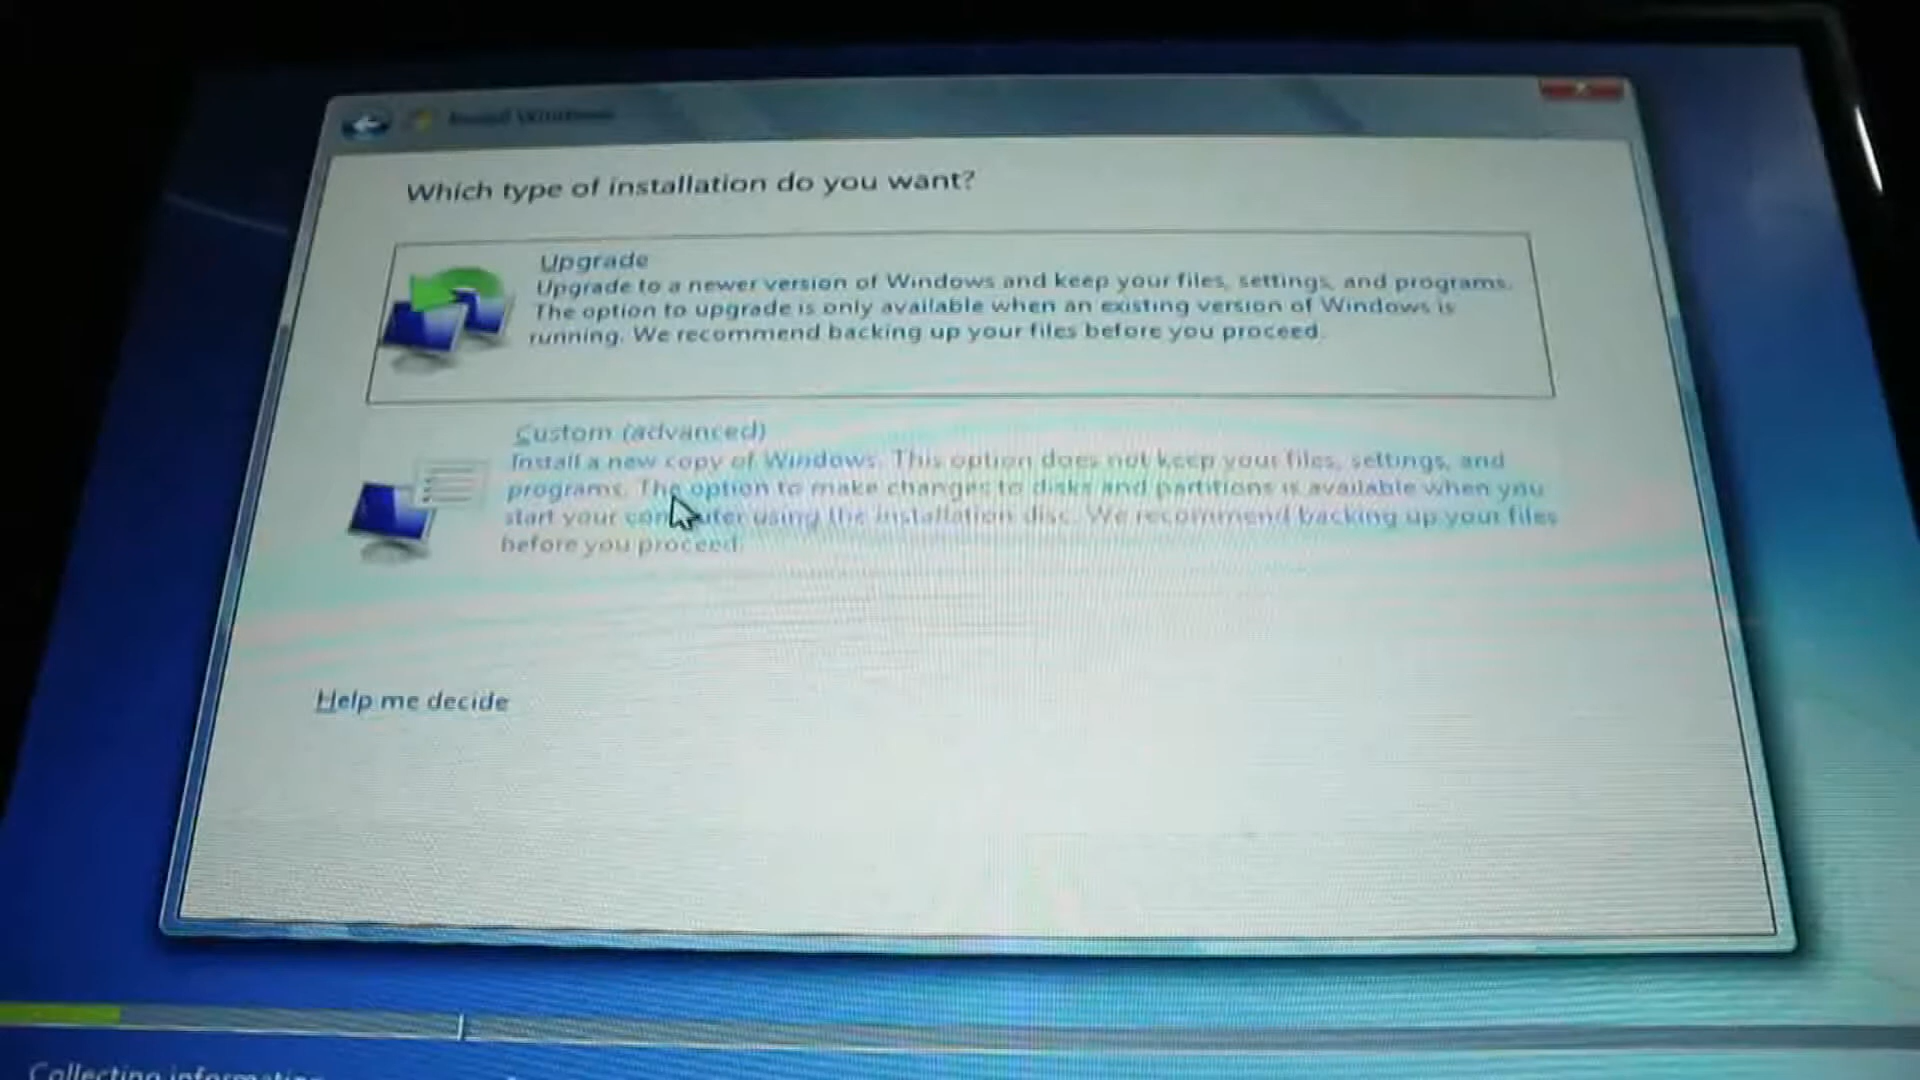 Install Windows
Which type of installation do you want?
Upgrade
Upgrade to a newer version of Windows and keep your files, settings, and programs.
The option to upgrade is only available when an existing version of Windows is
running. We recommend backing up your files before you proceed.
Custom (advanced)
Install a new copy of Windows. This option does not keep your files, settings, and
programs. The option to make changes to disks and partitions is available when you
start your computer using the installation disc. We recommend backing up your files
before you proceed.
Help me decide
Collecting information